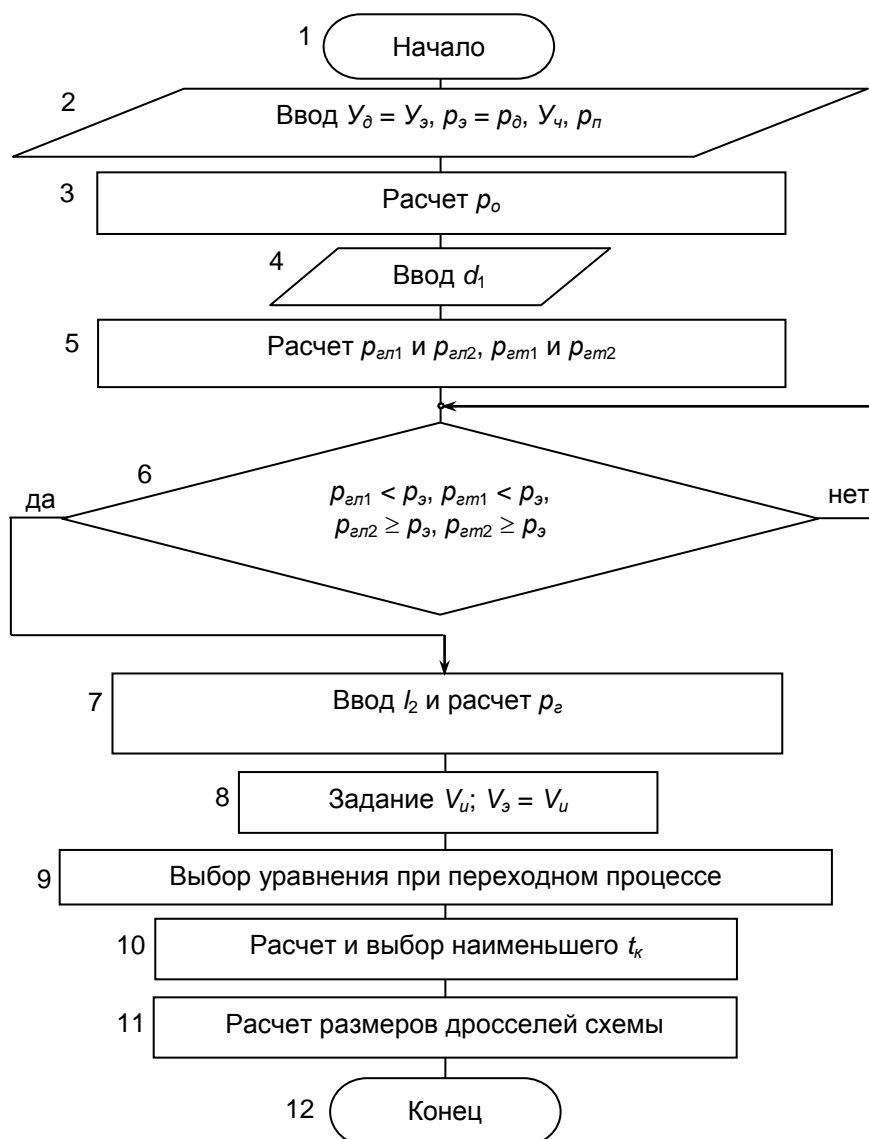 1 Начало
2 Ввод Уд = Уэ, рэ = рд, Уч, рп
3 Расчет ро
4 Ввод d1
5 Расчет ргл1 и ргл2, ргт1 и ргт2
6
да
ргл1 < рэ, ргт1 < рэ,
нет
ргл2 ≥ рэ, ргт2 ≥ рэ
7 Ввод l2 и расчет рг
8 Задание Vи; Vэ = Vи
9 Выбор уравнения при переходном процессе
10 Расчет и выбор наименьшего tк
11 Расчет размеров дросселей схемы
12 Конец